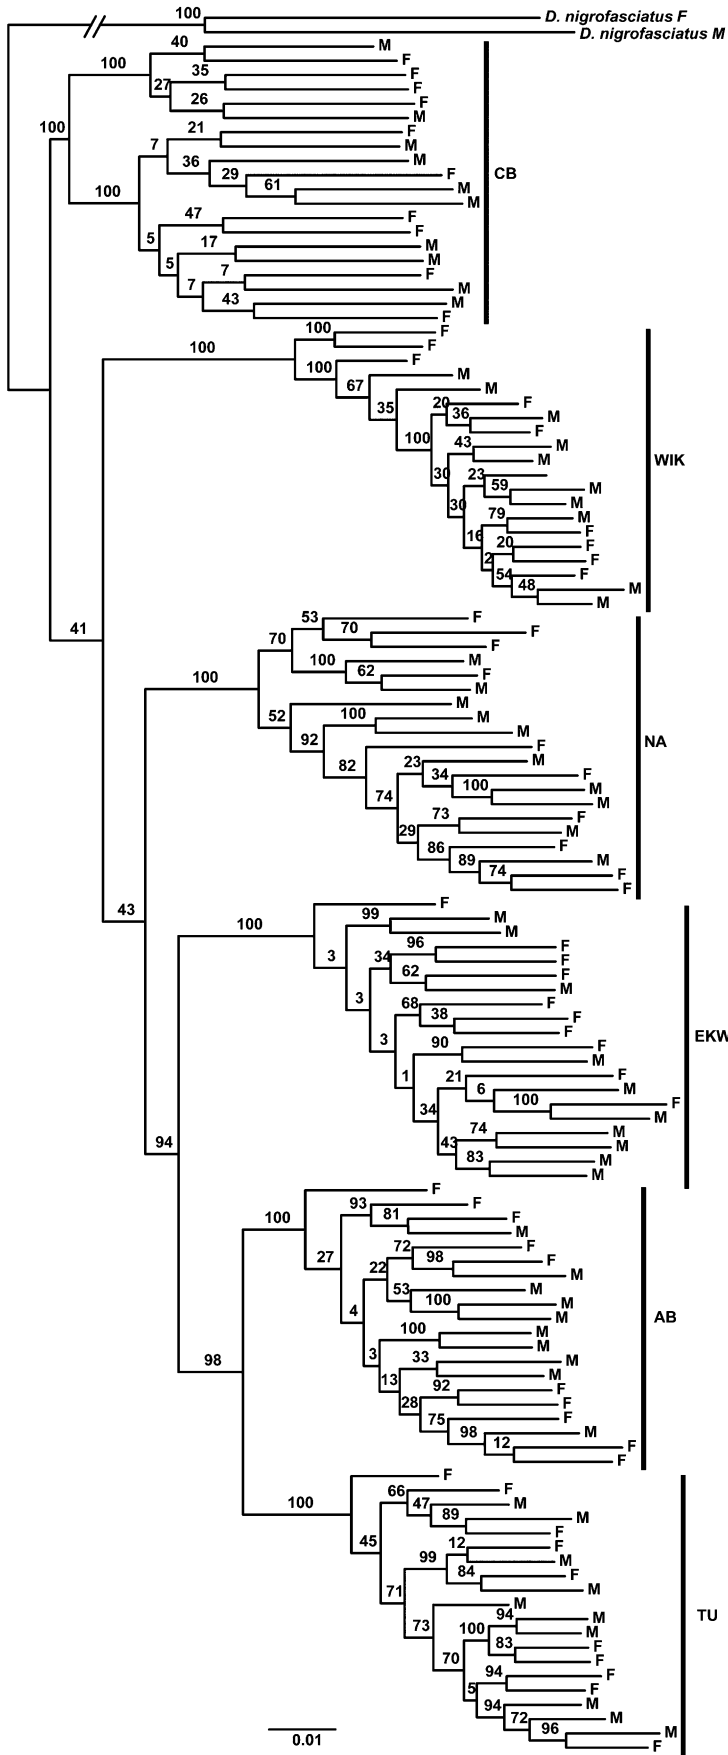 100 D. nigrofasciatus F
D. nigrofasciatus M
40 M
100 F
35 F
27 F
26 F
M
100
21 F
7 M
36 M
29 F CB
61 M
100 M
47 F
5 F
17 M
5 M
7 F
7 M
43 M
F
100 F
100 F
100 F
67 M
35 M
20 F
36 M
100 F
43 M
30 M WIK
23
59 M
30 M
79 M
16 F
20 F
2 F
54 F
48 M
M
41
53 F
70 70 F
F
100 M
100 62 F
M
52 M
100 M
92 M NA
82 F
23 M
34 F
74 100 M
M
73 F
29 M
86 F
89 M
74 F
F
43
F
99 M
100 M
3 96 F
34 F
62 F
3 M
68 F
38 F
3 F EKW
90 F
1 M
21 F
6 M
34 100 F
M
74 M
94 43 M
83 M
M
F
93 F
100 81 F
M
72 F
27 98 F
22 M
53 M
4 100 M
M AB
100 M
3 M
98 33 M
13 M
92 F
28 F
75 F
98 M
12 F
F
F
66 F
100 47 M
89 M
F
45 12 F
99 M
84 F
71 M
73 M
94 M TU
100 M
83 F
70 F
94 F
5 F
94 M
72 M
96 M
0.01 F